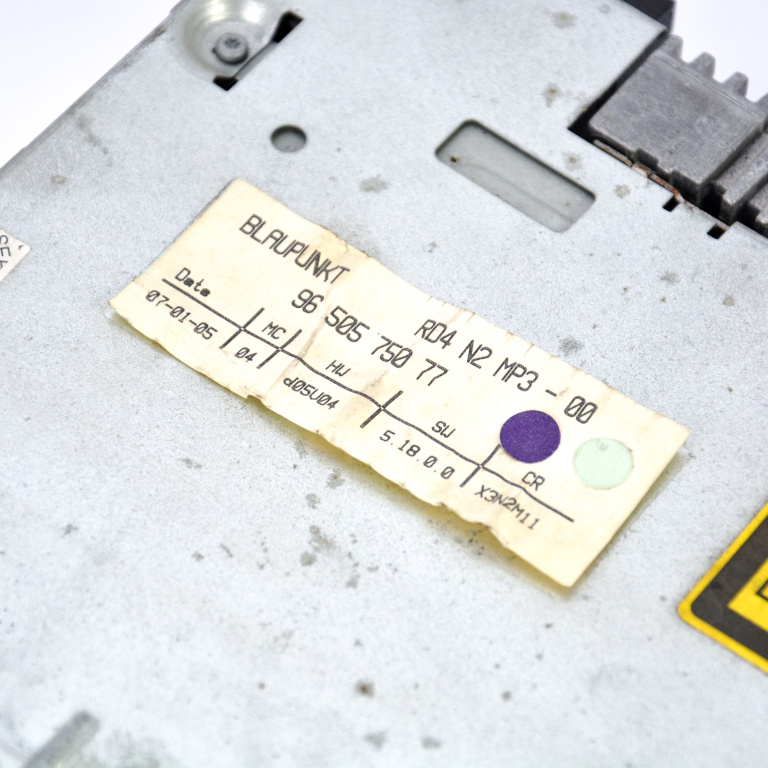 BLAUPUNKT RD4 N2 MP3 - 00
96 505 750 77
Date MC HW SW CR
07-01-05 04 d05U04 5.18.0.0 X3N2M11